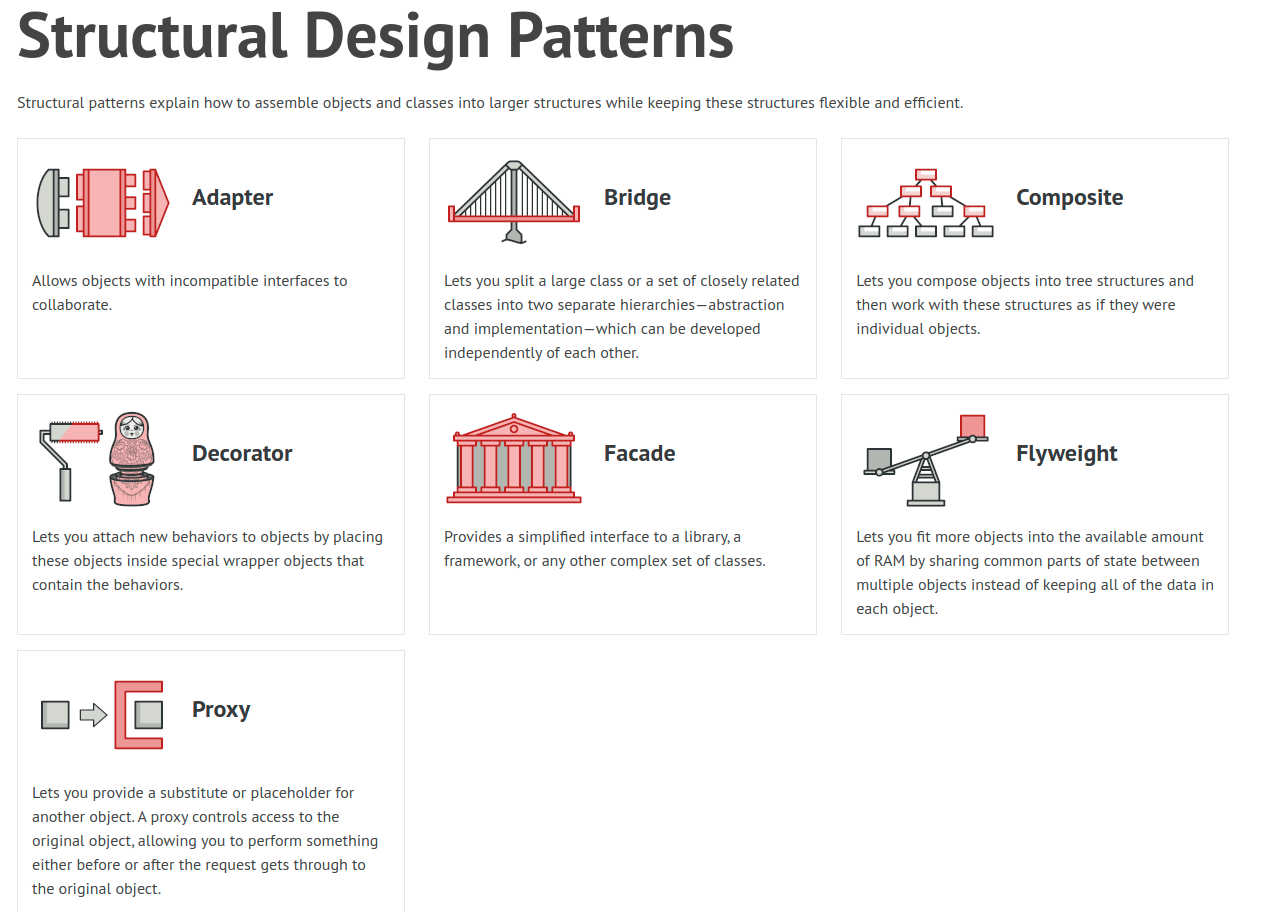 Structural Design Patterns
Structural patterns explain how to assemble objects and classes into larger structures while keeping these structures flexible and efficient.
Adapter
Allows objects with incompatible interfaces to
collaborate.
Bridge
Lets you split a large class or a set of closely related
classes into two separate hierarchies—abstraction
and implementation—which can be developed
independently of each other.
Composite
Lets you compose objects into tree structures and
then work with these structures as if they were
individual objects.
Decorator
Lets you attach new behaviors to objects by placing
these objects inside special wrapper objects that
contain the behaviors.
Facade
Provides a simplified interface to a library, a
framework, or any other complex set of classes.
Flyweight
Lets you fit more objects into the available amount
of RAM by sharing common parts of state between
multiple objects instead of keeping all of the data in
each object.
Proxy
Lets you provide a substitute or placeholder for
another object. A proxy controls access to the
original object, allowing you to perform something
either before or after the request gets through to
the original object.